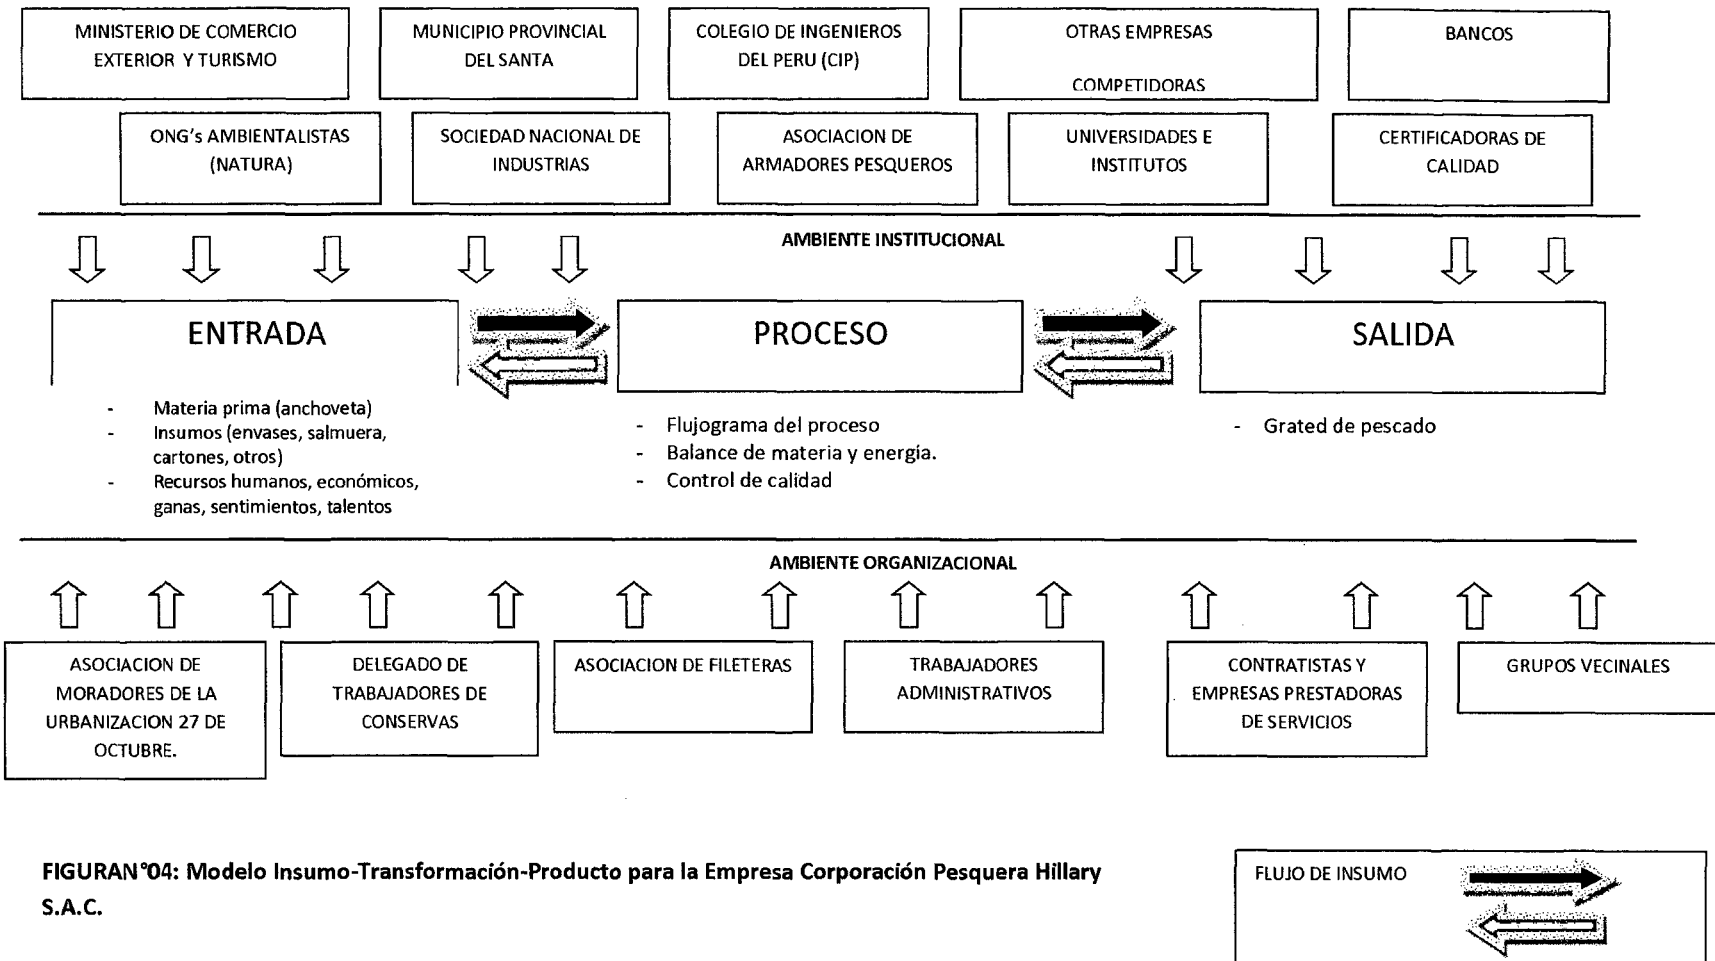 MINISTERIO DE COMERCIO
EXTERIOR Y TURISMO
MUNICIPIO PROVINCIAL
DEL SANTA
COLEGIO DE INGENIEROS
DEL PERU (CIP)
OTRAS EMPRESAS
COMPETIDORAS
BANCOS
ONG's AMBIENTALISTAS
(NATURA)
SOCIEDAD NACIONAL DE
INDUSTRIAS
ASOCIACION DE
ARMADORES PESQUEROS
UNIVERSIDADES E
INSTITUTOS
CERTIFICADORAS DE
CALIDAD
AMBIENTE INSTITUCIONAL
ENTRADA
PROCESO
SALIDA
- Materia prima (anchoveta)
- Insumos (envases, salmuera,
cartones, otros)
- Recursos humanos, económicos,
ganas, sentimientos, talentos
- Flujograma del proceso
- Balance de materia y energía.
- Control de calidad
- Grated de pescado
AMBIENTE ORGANIZACIONAL
ASOCIACION DE
MORADORES DE LA
URBANIZACION 27 DE
OCTUBRE.
DELEGADO DE
TRABAJADORES DE
CONSERVAS
ASOCIACION DE FILETERAS
TRABAJADORES
ADMINISTRATIVOS
CONTRATISTAS Y
EMPRESAS PRESTADORAS
DE SERVICIOS
GRUPOS VECINALES
FIGURAN°04: Modelo Insumo-Transformación-Producto para la Empresa Corporación Pesquera Hillary
S.A.C.
FLUJO DE INSUMO